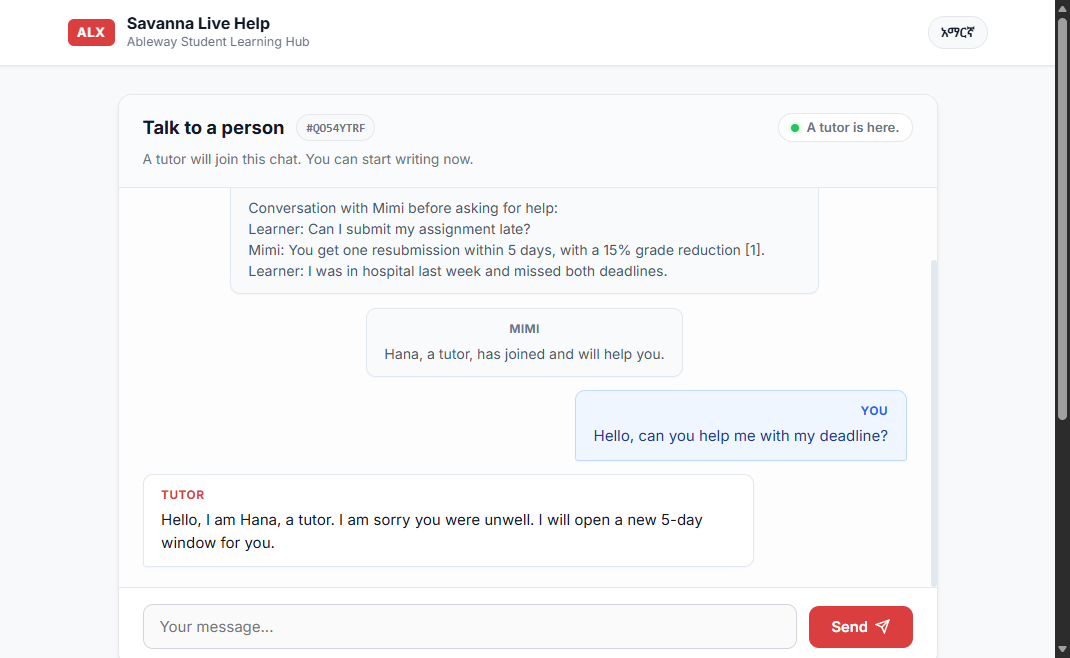 ALX
Savanna Live Help
Ableway Student Learning Hub
አማርኛ
Talk to a person
#QO54YTRF
A tutor is here.
A tutor will join this chat. You can start writing now.
Conversation with Mimi before asking for help:
Learner: Can I submit my assignment late?
Mimi: You get one resubmission within 5 days, with a 15% grade reduction [1].
Learner: I was in hospital last week and missed both deadlines.
MIMI
Hana, a tutor, has joined and will help you.
YOU
Hello, can you help me with my deadline?
TUTOR
Hello, I am Hana, a tutor. I am sorry you were unwell. I will open a new 5-day
window for you.
Your message...
Send